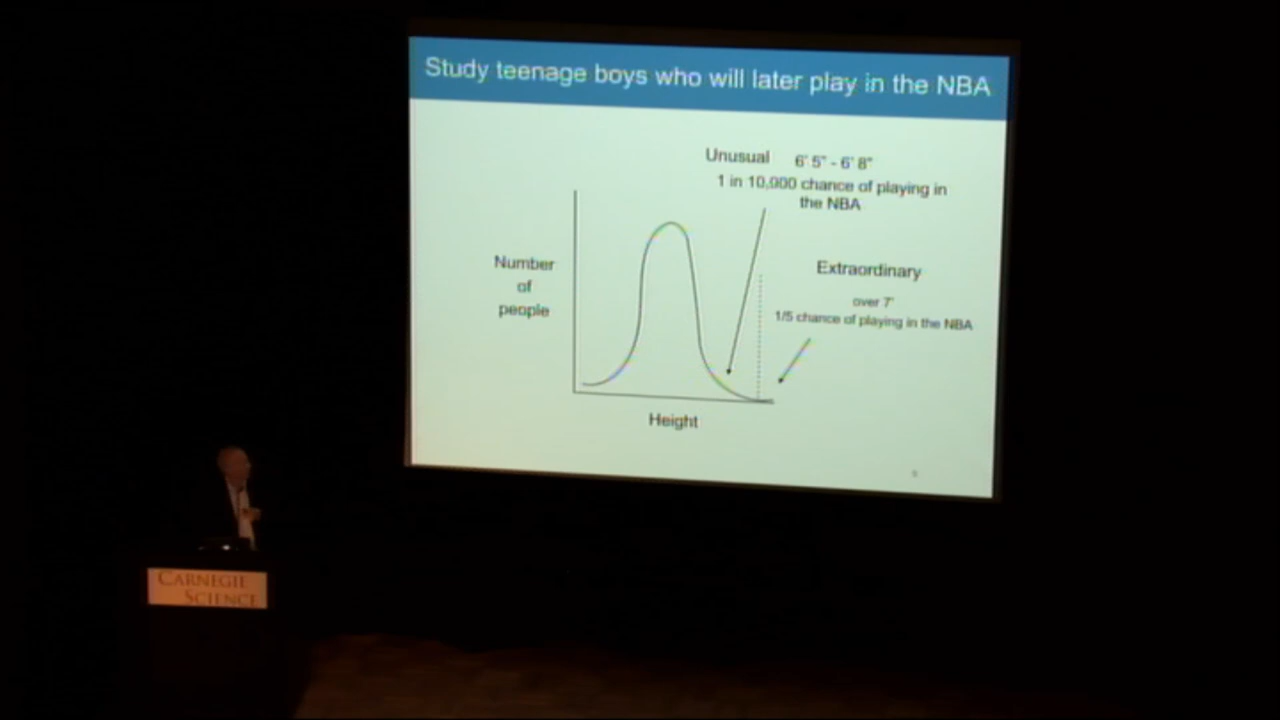 Study teenage boys who will later play in the NBA
Unusual 6' 5" - 6' 8"
1 in 10,000 chance of playing in
the NBA
Number
of
people
Extraordinary
over 7'
1/5 chance of playing in the NBA
Height
CARNEGIE
SCIENCE